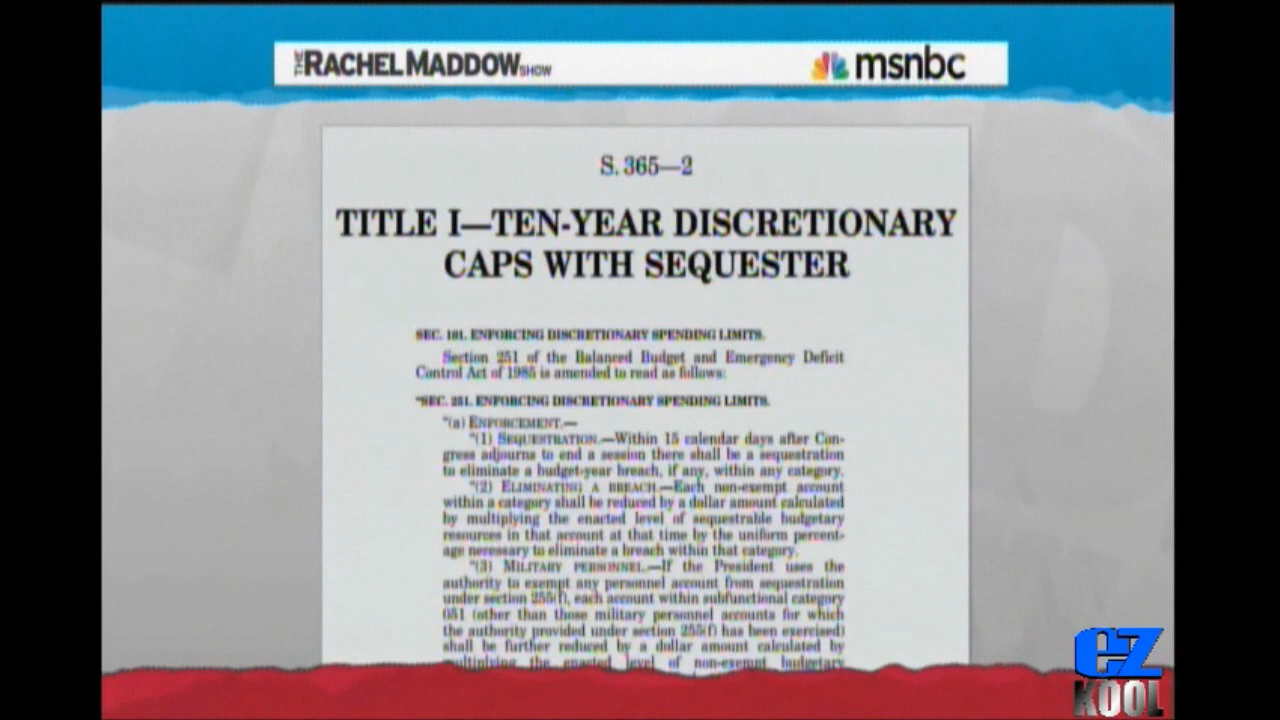 THE RACHEL MADDOW SHOW
msnbc
S. 365—2
TITLE I—TEN-YEAR DISCRETIONARY
CAPS WITH SEQUESTER
SEC. 101. ENFORCING DISCRETIONARY SPENDING LIMITS.
Section 251 of the Balanced Budget and Emergency Deficit
Control Act of 1985 is amended to read as follows:
"SEC. 251. ENFORCING DISCRETIONARY SPENDING LIMITS.
"(a) ENFORCEMENT.—
"(1) SEQUESTRATION.—Within 15 calendar days after Con-
gress adjourns to end a session there shall be a sequestration
to eliminate a budget-year breach, if any, within any category.
"(2) ELIMINATING A BREACH.—Each non-exempt account
within a category shall be reduced by a dollar amount calculated
by multiplying the enacted level of sequestrable budgetary
resources in that account at that time by the uniform percent-
age necessary to eliminate a breach within that category.
"(3) MILITARY PERSONNEL.—If the President uses the
authority to exempt any personnel account from sequestration
under section 255(f), each account within subfunctional category
051 (other than those military personnel accounts for which
the authority provided under section 255(f) has been exercised)
shall be further reduced by a dollar amount calculated by
multiplying the enacted level of non-exempt budgetary
eZ
KOOL